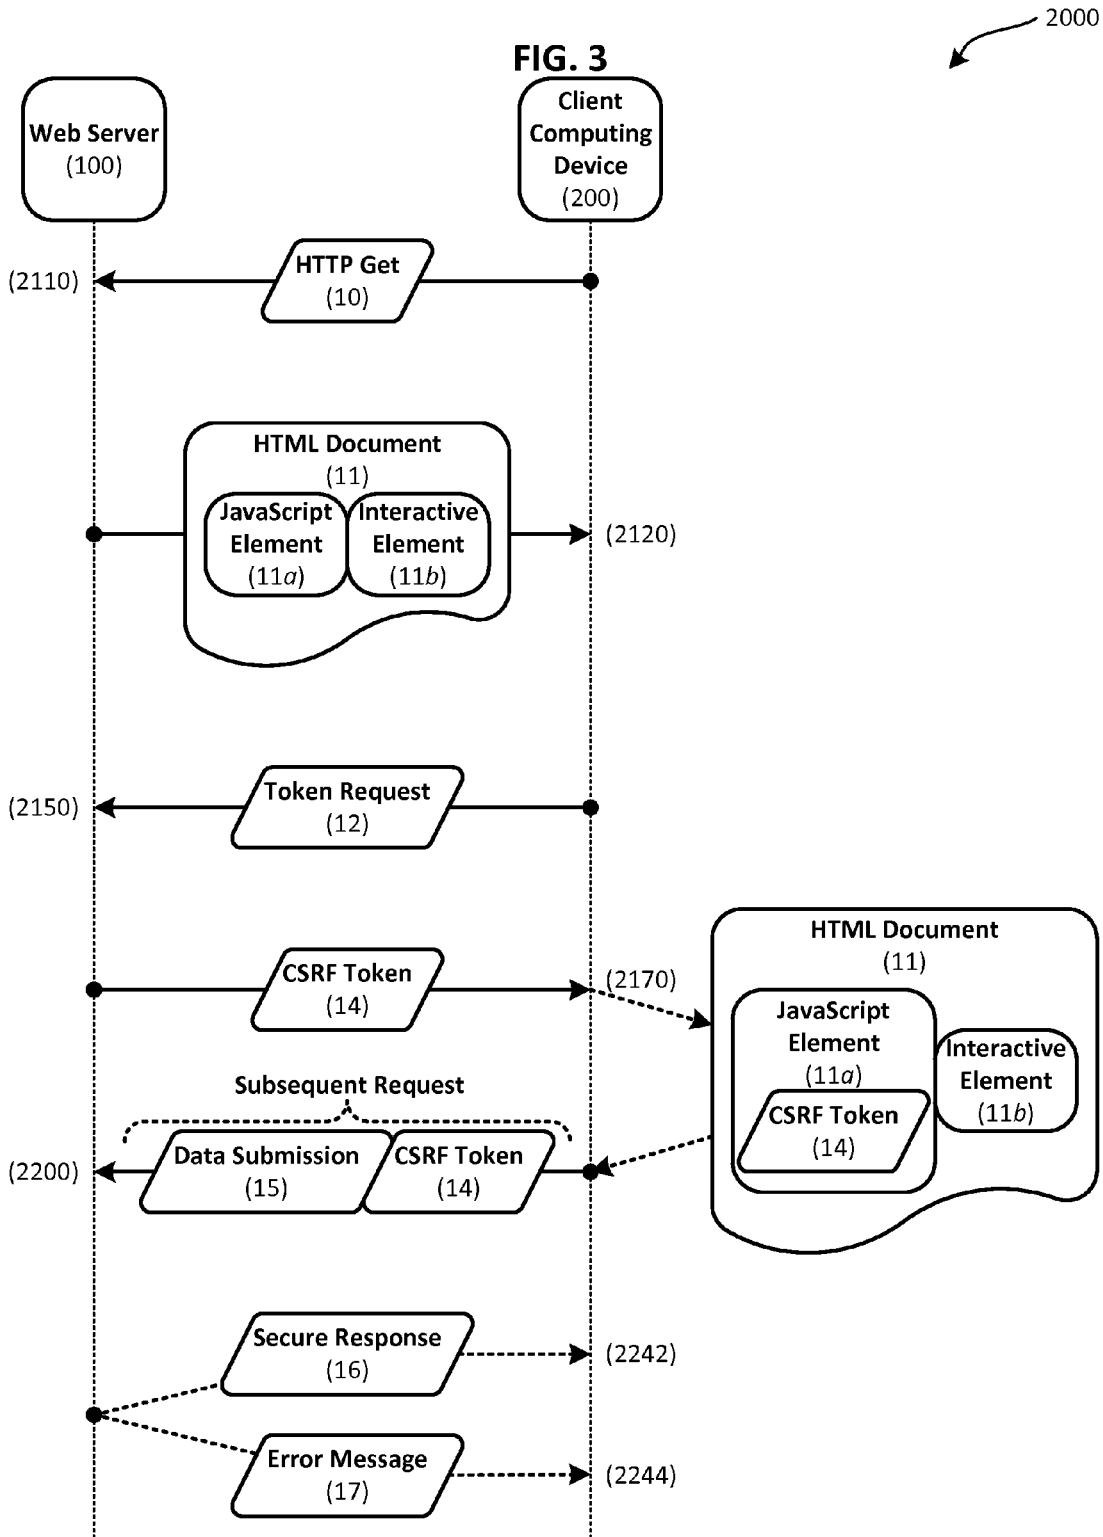 2000
FIG. 3
Web Server
(100)
Client
Computing
Device
(200)
(2110)
HTTP Get
(10)
HTML Document
(11)
JavaScript
Element
(11a)
Interactive
Element
(11b)
(2120)
(2150)
Token Request
(12)
CSRF Token
(14)
(2170)
HTML Document
(11)
JavaScript
Element
(11a)
CSRF Token
(14)
Interactive
Element
(11b)
Subsequent Request
(2200)
Data Submission
(15)
CSRF Token
(14)
Secure Response
(16)
(2242)
Error Message
(17)
(2244)